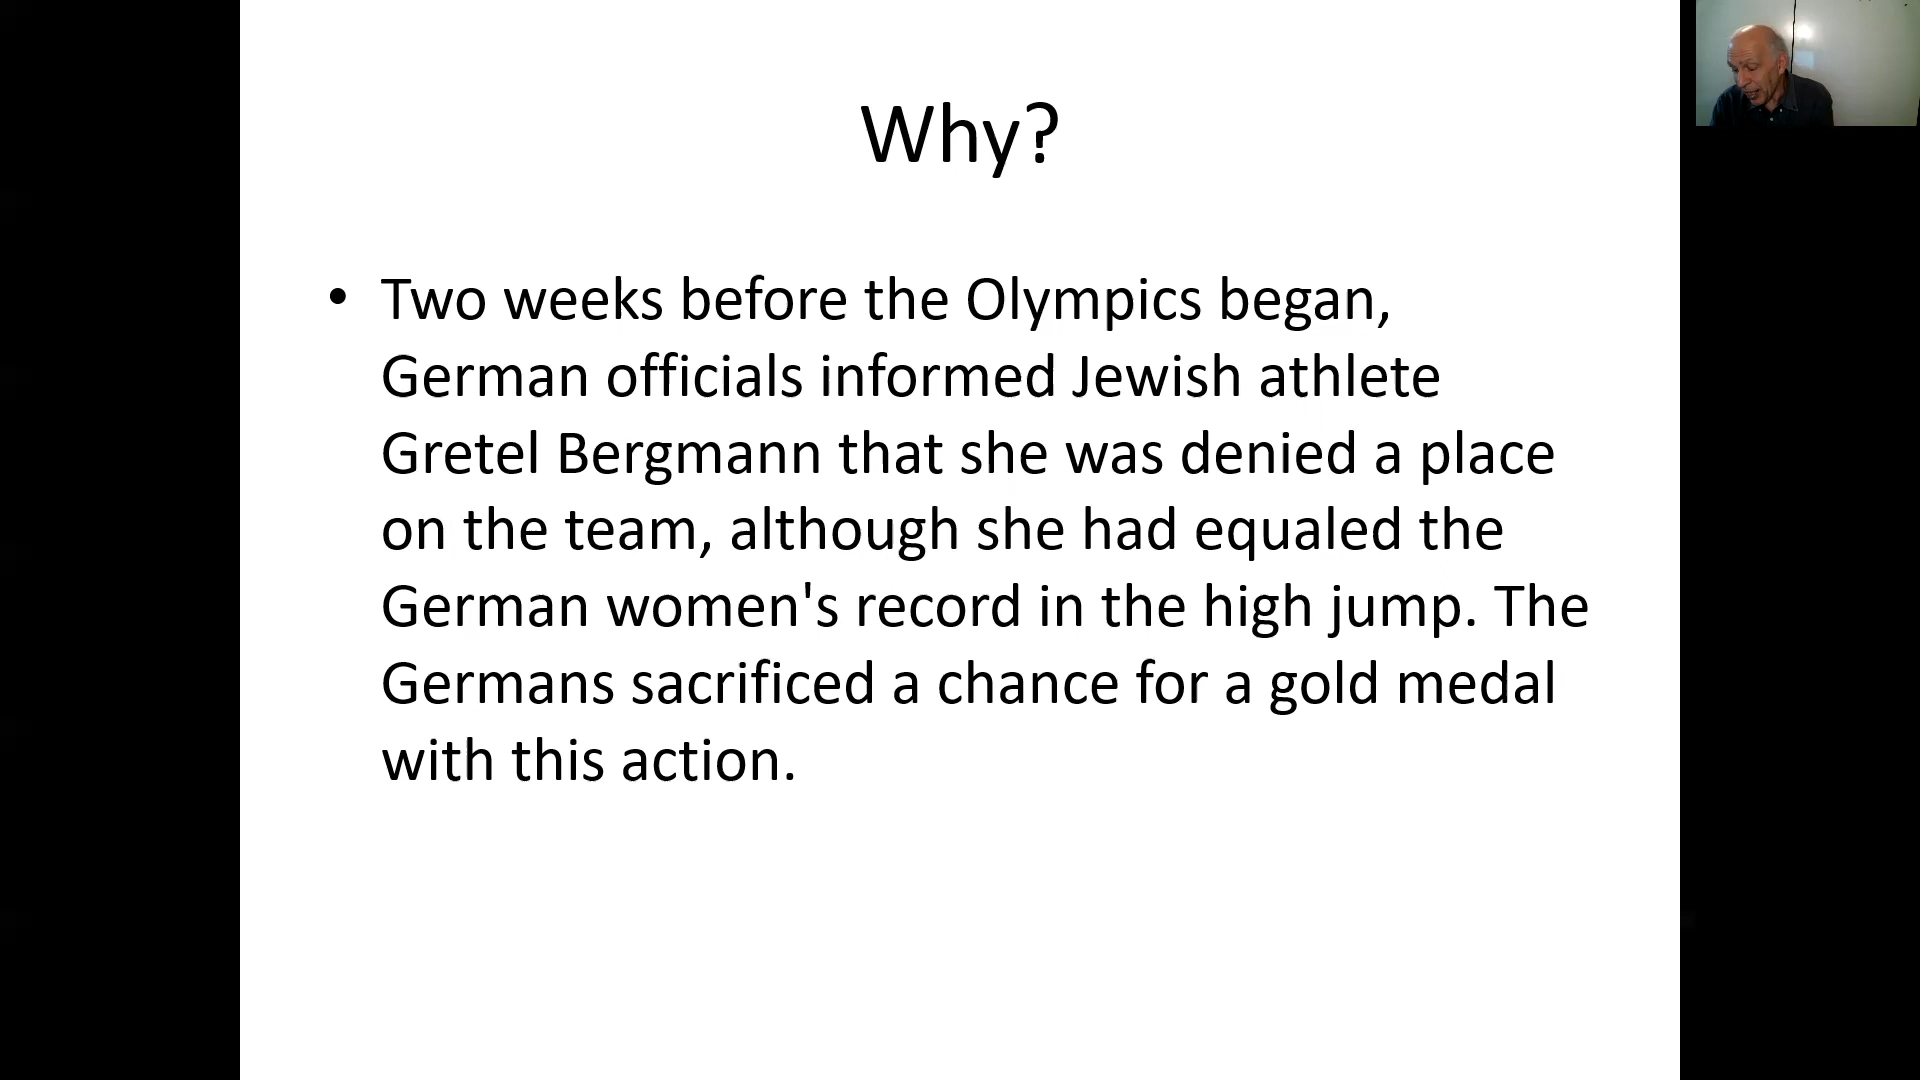 Why?
• Two weeks before the Olympics began,
German officials informed Jewish athlete
Gretel Bergmann that she was denied a place
on the team, although she had equaled the
German women's record in the high jump. The
Germans sacrificed a chance for a gold medal
with this action.